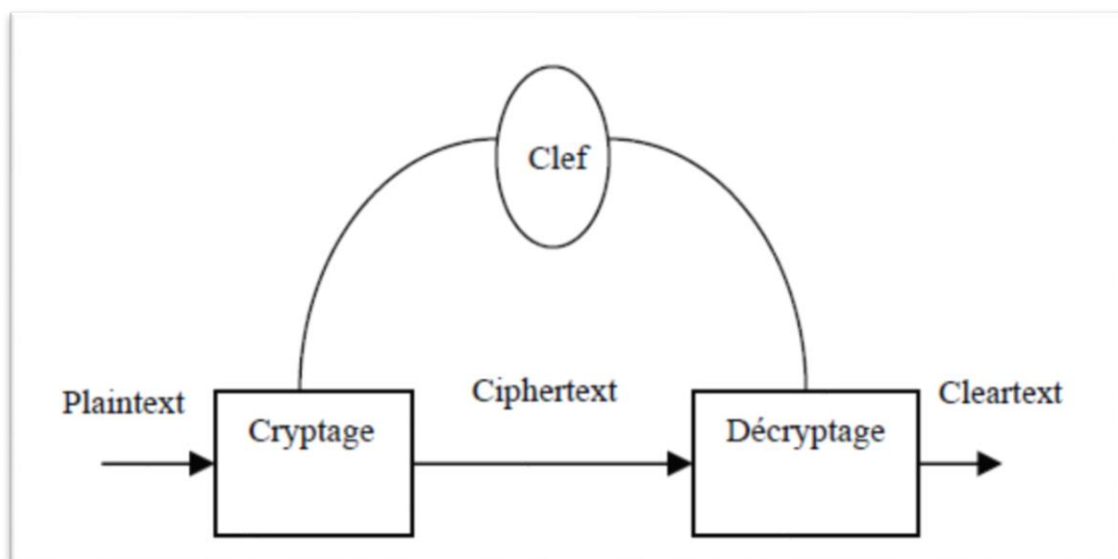 Clef
Plaintext
Cryptage
Ciphertext
Décryptage
Cleartext